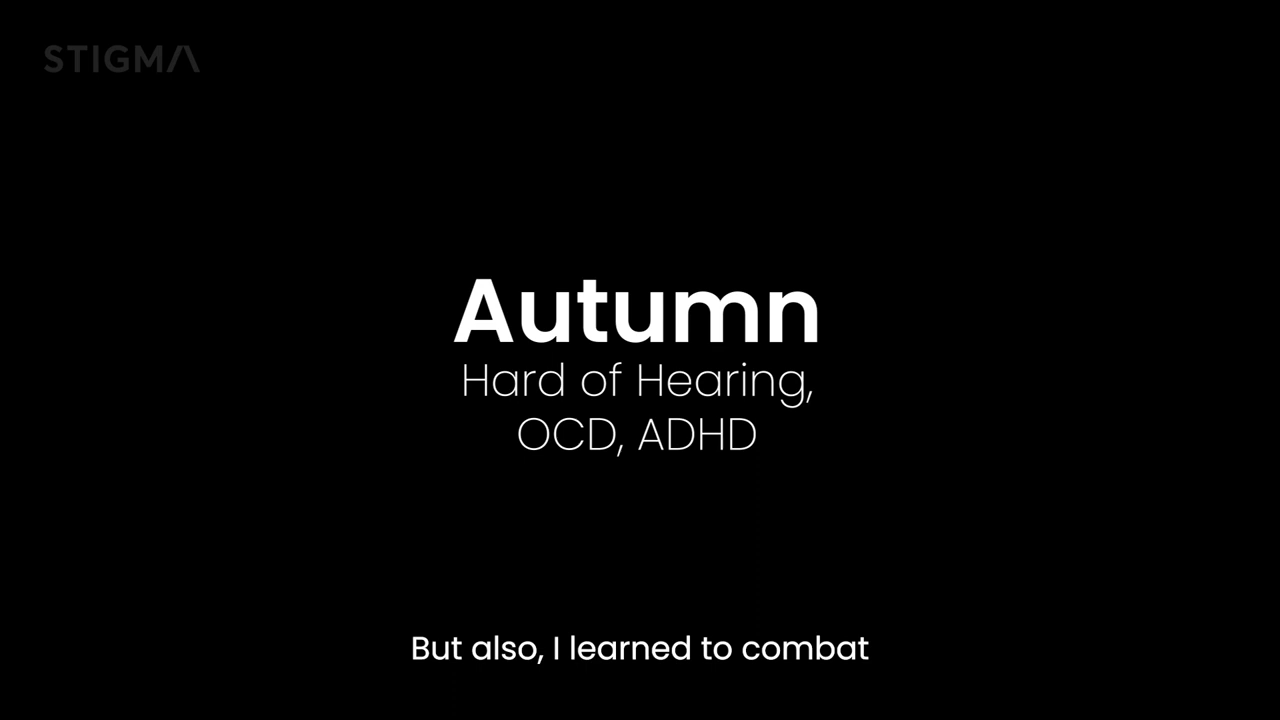 STIGMA
Autumn
Hard of Hearing,
OCD, ADHD
But also, I learned to combat